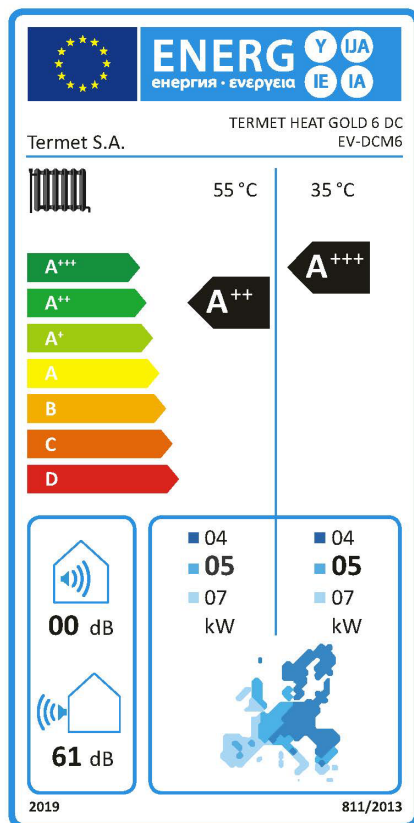 ENERG
енергия · ενεργεια
Y IJA
IE IA
TERMET HEAT GOLD 6 DC
Termet S.A.
EV-DCM6
55 °C
35 °C
A+++
A++
A+
A
B
C
D
A++
A+++
04
05
07
kW
04
05
07
kW
00 dB
61 dB
2019
811/2013